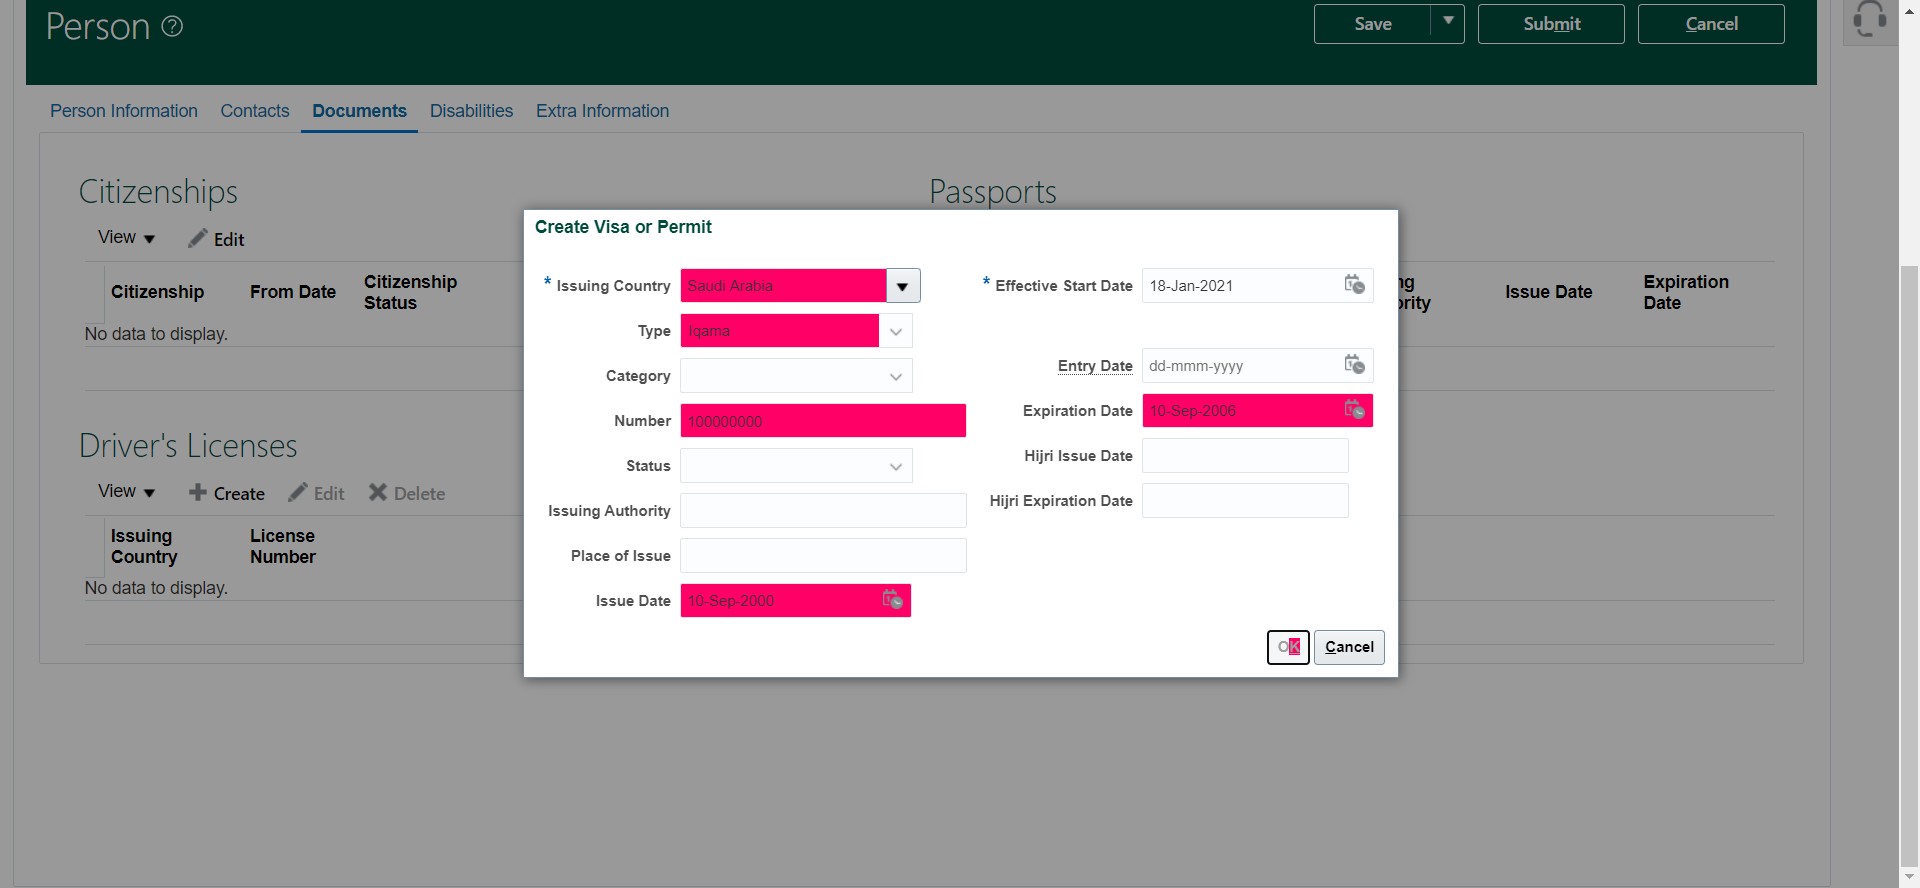 Person ?
Save
Submit
Cancel
Person Information
Contacts
Documents
Disabilities
Extra Information
Citizenships
Passports
View
Edit
Citizenship
From Date
Citizenship
Status
No data to display.
ng
ority
Issue Date
Expiration
Date
Driver's Licenses
View
Create
Edit
Delete
Issuing
Country
License
Number
No data to display.
Create Visa or Permit
* Issuing Country Saudi Arabia
Type Iqama
Category
Number 100000000
Status
Issuing Authority
Place of Issue
Issue Date 10-Sep-2000
* Effective Start Date 18-Jan-2021
Entry Date dd-mmm-yyyy
Expiration Date 10-Sep-2006
Hijri Issue Date
Hijri Expiration Date
OK
Cancel